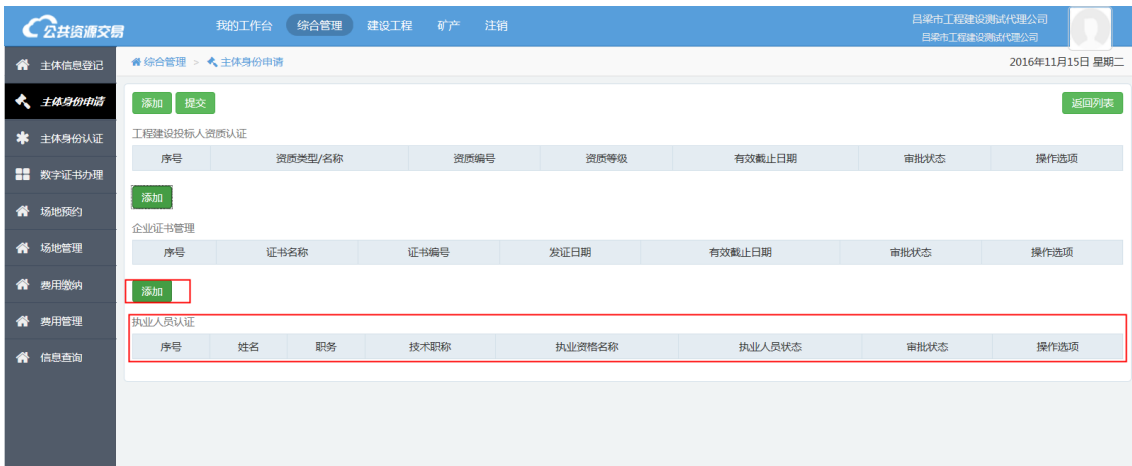 公共资源交易 我的工作台 综合管理 建设工程 矿产 注销 吕梁市工程建设测试代理公司
吕梁市工程建设测试代理公司
主体信息登记 综合管理 > 主体身份申请 2016年11月15日 星期二
主体身份申请 添加 提交 返回列表
主体身份认证 工程建设投标人资质认证
序号 资质类型/名称 资质编号 资质等级 有效截止日期 审批状态 操作选项
数字证书办理
场地预约 添加
企业证书管理
场地管理 序号 证书名称 证书编号 发证日期 有效截止日期 审批状态 操作选项
费用缴纳 添加
费用管理 执业人员认证
序号 姓名 职务 技术职称 执业资格名称 执业人员状态 审批状态 操作选项
信息查询